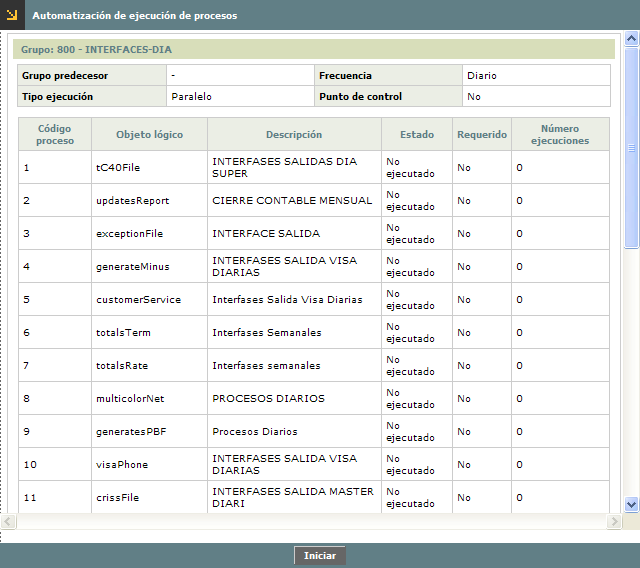 Automatización de ejecución de procesos
Grupo: 800 - INTERFACES-DIA
Grupo predecesor - Frecuencia Diario
Tipo ejecución Paralelo Punto de control No
Código proceso Objeto lógico Descripción Estado Requerido Número ejecuciones
1 tC40File INTERFASES SALIDAS DIA SUPER No ejecutado No 0
2 updatesReport CIERRE CONTABLE MENSUAL No ejecutado No 0
3 exceptionFile INTERFACE SALIDA No ejecutado No 0
4 generateMinus INTERFASES SALIDA VISA DIARIAS No ejecutado No 0
5 customerService Interfases Salida Visa Diarias No ejecutado No 0
6 totalsTerm Interfases Semanales No ejecutado No 0
7 totalsRate Interfases semanales No ejecutado No 0
8 multicolorNet PROCESOS DIARIOS No ejecutado No 0
9 generatesPBF Procesos Diarios No ejecutado No 0
10 visaPhone INTERFASES SALIDA VISA DIARIAS No ejecutado No 0
11 crissFile INTERFASES SALIDA MASTER DIARI No ejecutado No 0
Iniciar